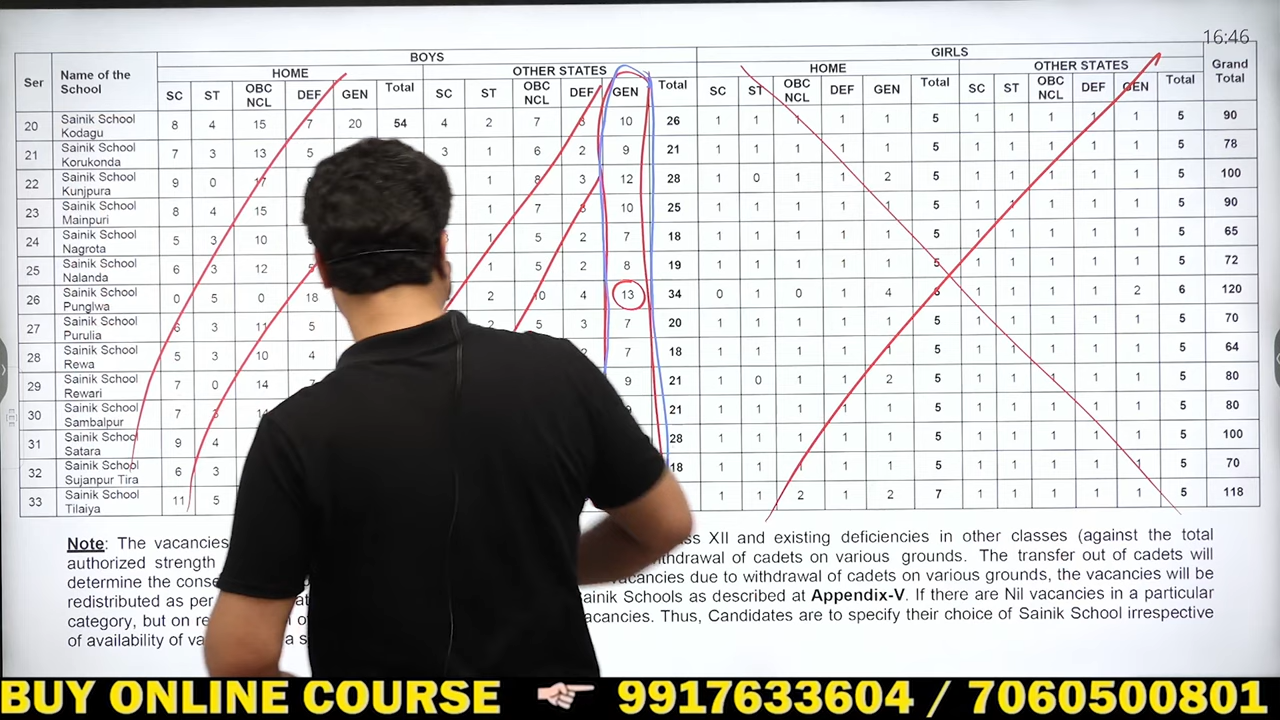 16:46
Ser Name of the School BOYS GIRLS Grand Total
HOME OTHER STATES Total HOME OTHER STATES
SC ST OBC NCL DEF GEN Total SC ST OBC NCL DEF GEN SC ST OBC NCL DEF GEN Total SC ST OBC NCL DEF GEN Total
20 Sainik School Kodagu 8 4 15 7 20 54 4 2 7 3 10 26 1 1 1 1 1 5 1 1 1 1 1 5 90
21 Sainik School Korukonda 7 3 13 5 3 1 6 2 9 21 1 1 1 1 1 5 1 1 1 1 1 5 78
22 Sainik School Kunjpura 9 0 17 1 8 3 12 28 1 0 1 1 2 5 1 1 1 1 1 5 100
23 Sainik School Mainpuri 8 4 15 1 7 3 10 25 1 1 1 1 1 5 1 1 1 1 1 5 90
24 Sainik School Nagrota 5 3 10 1 5 2 7 18 1 1 1 1 1 5 1 1 1 1 1 5 65
25 Sainik School Nalanda 6 3 12 5 1 5 2 8 19 1 1 1 1 1 5 1 1 1 1 1 5 72
26 Sainik School Punglwa 0 5 0 18 2 10 4 13 34 0 1 1 1 4 6 1 1 1 1 2 6 120
27 Sainik School Purulia 6 3 11 5 2 5 3 7 20 1 1 1 1 1 5 1 1 1 1 1 5 70
28 Sainik School Rewa 5 3 10 4 2 7 18 1 1 1 1 1 5 1 1 1 1 1 5 64
29 Sainik School Rewari 7 0 14 7 9 21 1 0 1 1 2 5 1 1 1 1 1 5 80
30 Sainik School Sambalpur 7 3 14 9 21 1 1 1 1 1 5 1 1 1 1 1 5 80
31 Sainik School Satara 9 4 28 1 1 1 1 1 5 1 1 1 1 1 5 100
32 Sainik School Sujanpur Tira 6 3 18 1 1 1 1 1 5 1 1 1 1 1 5 70
33 Sainik School Tilaiya 11 5 1 1 2 1 2 7 1 1 1 1 1 5 118
Note: The vacancies XII and existing deficiencies in other classes (against the total
authorized strength withdrawal of cadets on various grounds. The transfer out of cadets will
determine the vacancies due to withdrawal of cadets on various grounds, the vacancies will be
redistributed as per Sainik Schools as described at Appendix-V. If there are Nil vacancies in a particular
category, but on vacancies. Thus, Candidates are to specify their choice of Sainik School irrespective
of availability of
BUY ONLINE COURSE 9917633604 / 7060500801